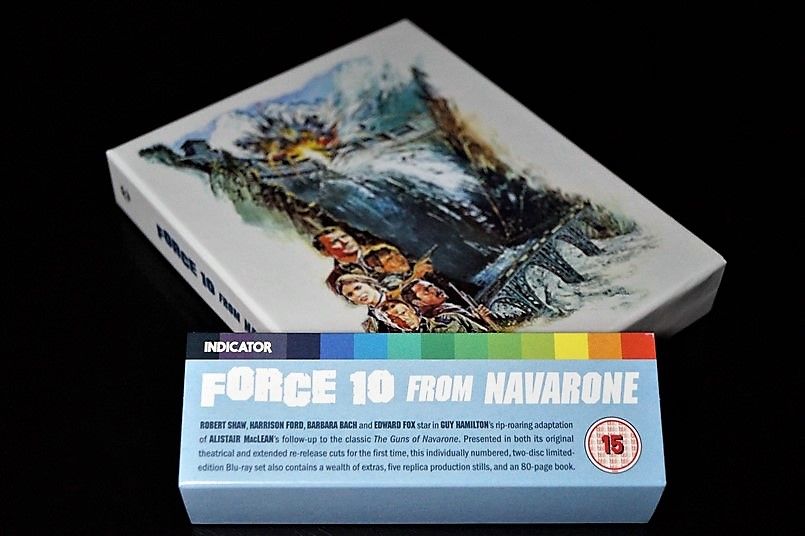 FORCE 10 FROM
INDICATOR
FORCE 10 FROM NAVARONE
ROBERT SHAW, HARRISON FORD, BARBARA BACH and EDWARD FOX star in GUY HAMILTON's rip-roaring adaptation
of ALISTAIR MacLEAN's follow-up to the classic The Guns of Navarone. Presented in both its original
theatrical and extended re-release cuts for the first time, this individually numbered, two-disc limited-
edition Blu-ray set also contains a wealth of extras, five replica production stills, and an 80-page book.
15